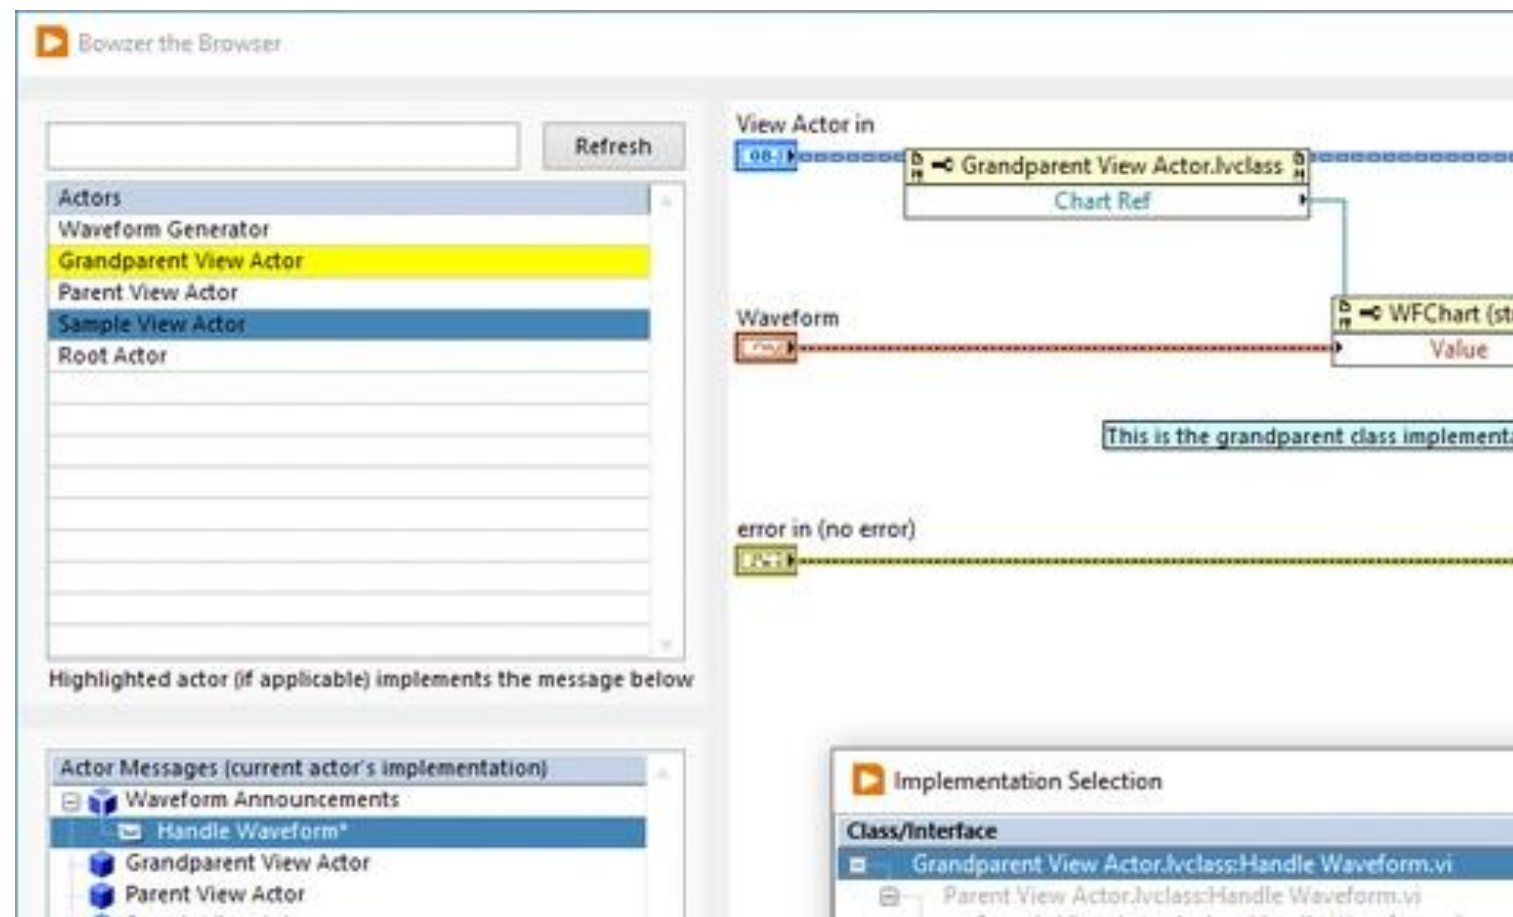 Bowzer the Browser
Refresh
Actors
Waveform Generator
Grandparent View Actor
Parent View Actor
Sample View Actor
Root Actor
Highlighted actor (if applicable) implements the message below
Actor Messages (current actor's implementation)
Waveform Announcements
Handle Waveform*
Grandparent View Actor
Parent View Actor
View Actor in
Grandparent View Actor.lvclass
Chart Ref
Waveform
WFChart (st
Value
This is the grandparent class implement
error in (no error)
Implementation Selection
Class/Interface
Grandparent View Actor.lvclass:Handle Waveform.vi
Parent View Actor.lvclass:Handle Waveform.vi